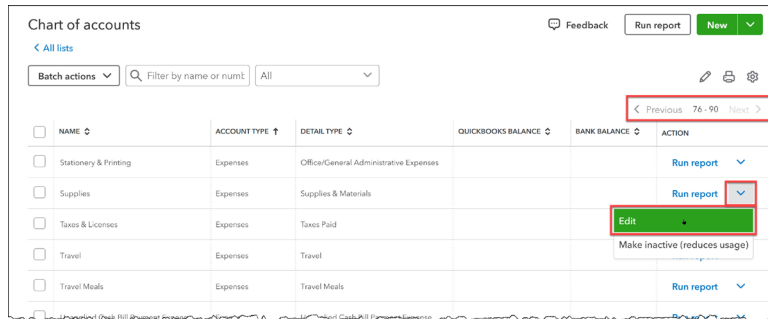 Chart of accounts
Feedback
Run report
New
All lists
Batch actions
Filter by name or numb
All
Previous 76 - 90 Next
NAME ACCOUNT TYPE DETAIL TYPE QUICKBOOKS BALANCE BANK BALANCE ACTION
Stationery & Printing Expenses Office/General Administrative Expenses Run report
Supplies Expenses Supplies & Materials Run report
Taxes & Licenses Expenses Taxes Paid
Edit
Make inactive (reduces usage)
Travel Expenses Travel Run report
Travel Meals Expenses Travel Meals Run report